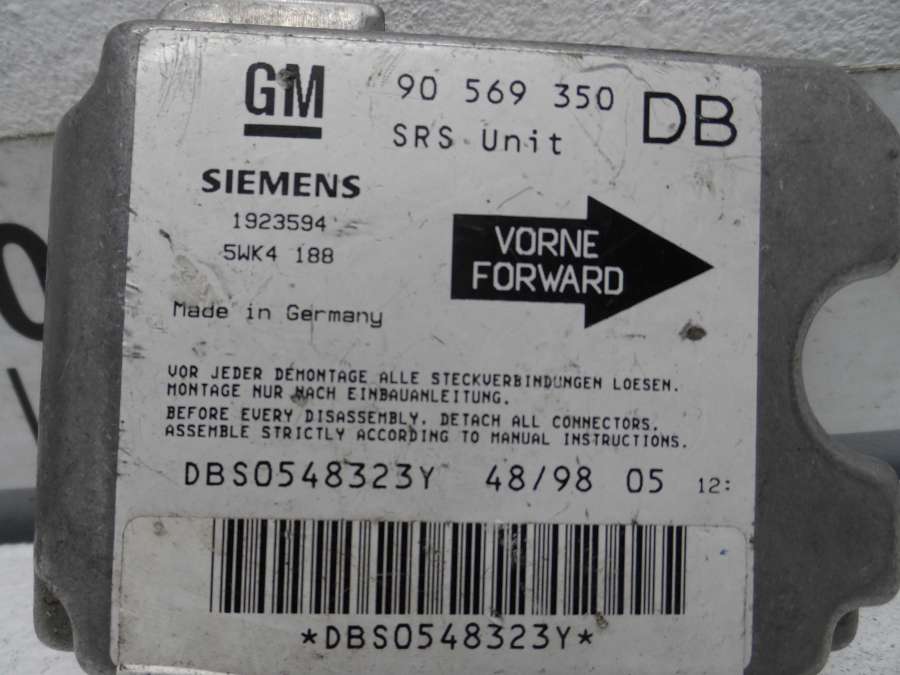 GM
90 569 350
DB
SRS Unit
SIEMENS
1923594
5WK4 188
VORNE
FORWARD
Made in Germany
VOR JEDER DEMONTAGE ALLE STECKVERBINDUNGEN LOESEN.
MONTAGE NUR NACH EINBAUANLEITUNG.
BEFORE EVERY DISASSEMBLY, DETACH ALL CONNECTORS.
ASSEMBLE STRICTLY ACCORDING TO MANUAL INSTRUCTIONS.
DBS0548323Y 48/98 05 12:
*DBS0548323Y*